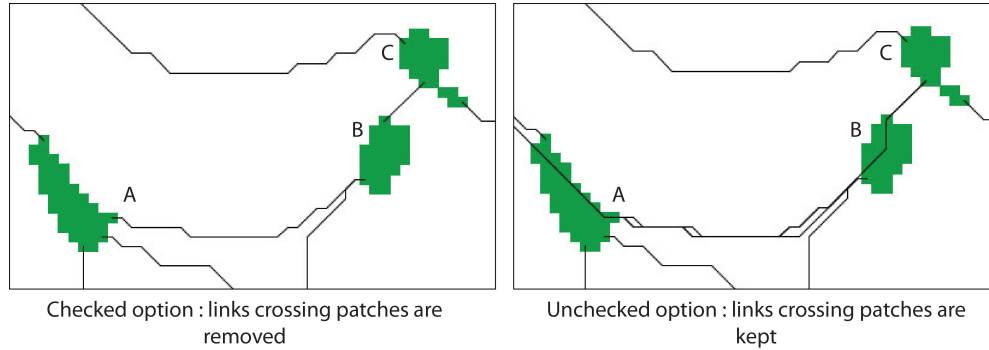 C
B
A
Checked option : links crossing patches are
removed
C
B
A
Unchecked option : links crossing patches are
kept